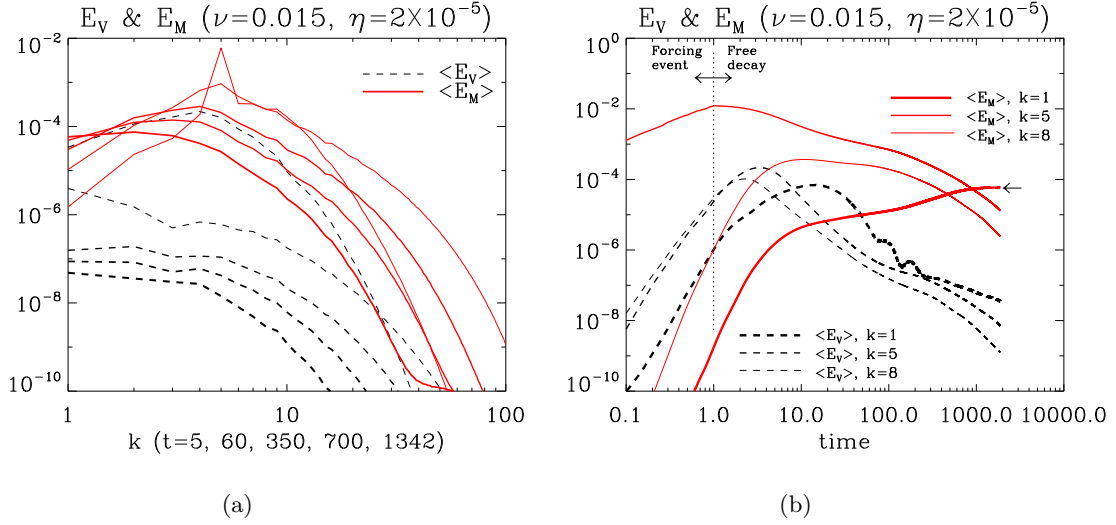 E_V & E_M (ν=0.015, η=2×10^-5)
10^-2
10^-4
10^-6
10^-8
10^-10
<E_V>
<E_M>
1 10 100
k (t=5, 60, 350, 700, 1342)
(a)
E_V & E_M (ν=0.015, η=2×10^-5)
10^0
10^-2
10^-4
10^-6
10^-8
10^-10
Forcing event
Free decay
<E_M>, k=1
<E_M>, k=5
<E_M>, k=8
<E_V>, k=1
<E_V>, k=5
<E_V>, k=8
0.1 1.0 10.0 100.0 1000.0 10000.0
time
(b)